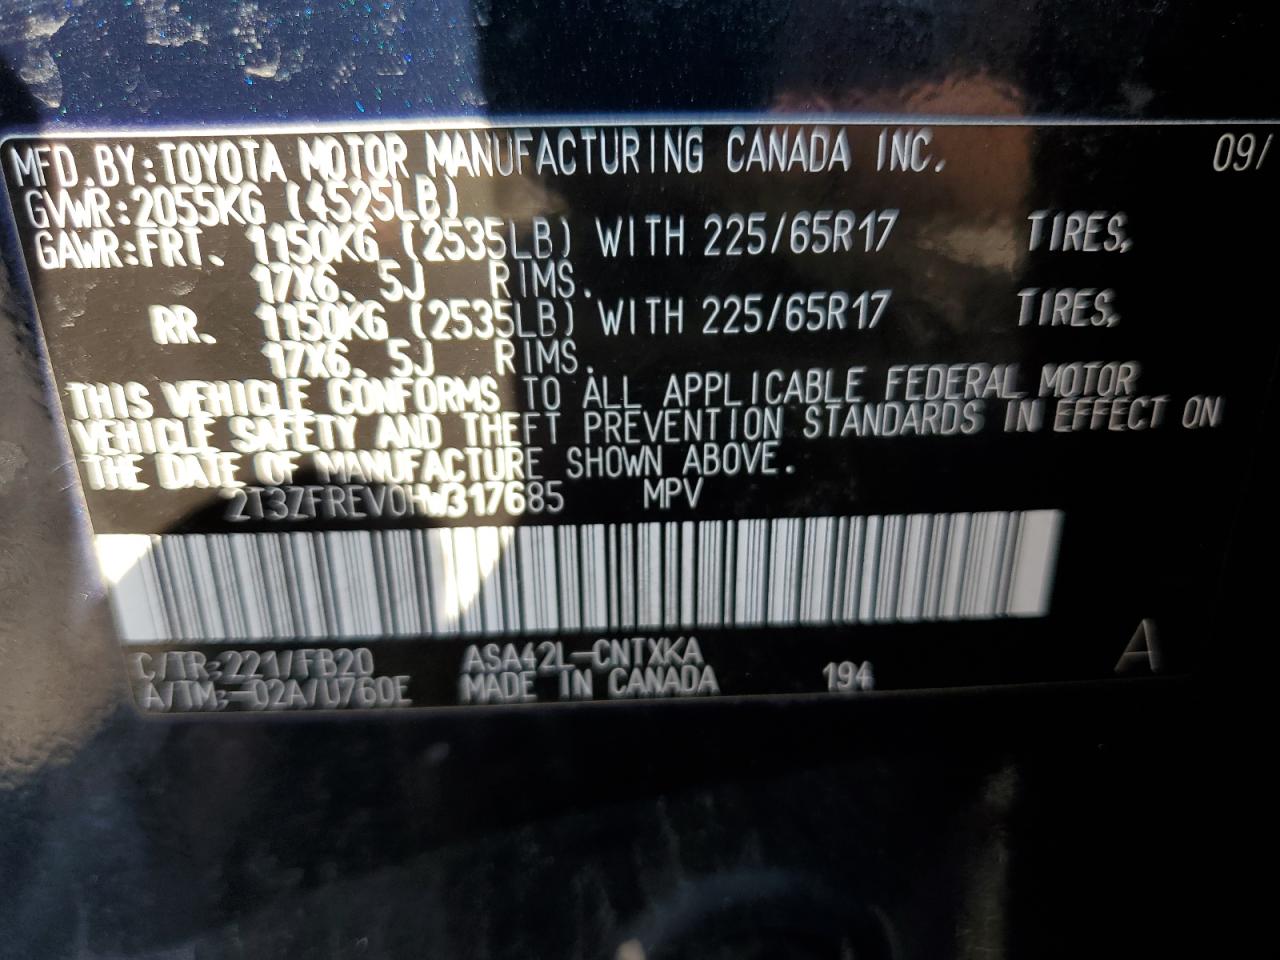 MFD.BY:TOYOTA MOTOR MANUFACTURING CANADA INC. 09/
GVWR:2055KG (4525LB)
GAWR:FRT. 1150KG (2535LB) WITH 225/65R17 TIRES,
17X6. 5J RIMS.
RR. 1150KG (2535LB) WITH 225/65R17 TIRES,
17X6. 5J RIMS.
THIS VEHICLE CONFORMS TO ALL APPLICABLE FEDERAL MOTOR
VEHICLE SAFETY AND THEFT PREVENTION STANDARDS IN EFFECT ON
THE DATE OF MANUFACTURE SHOWN ABOVE.
2T3ZFREV0HW317685 MPV
C/TR:221/FB20 ASA42L-CNTXKA
A/TM:-02A/U760E MADE IN CANADA 194 A